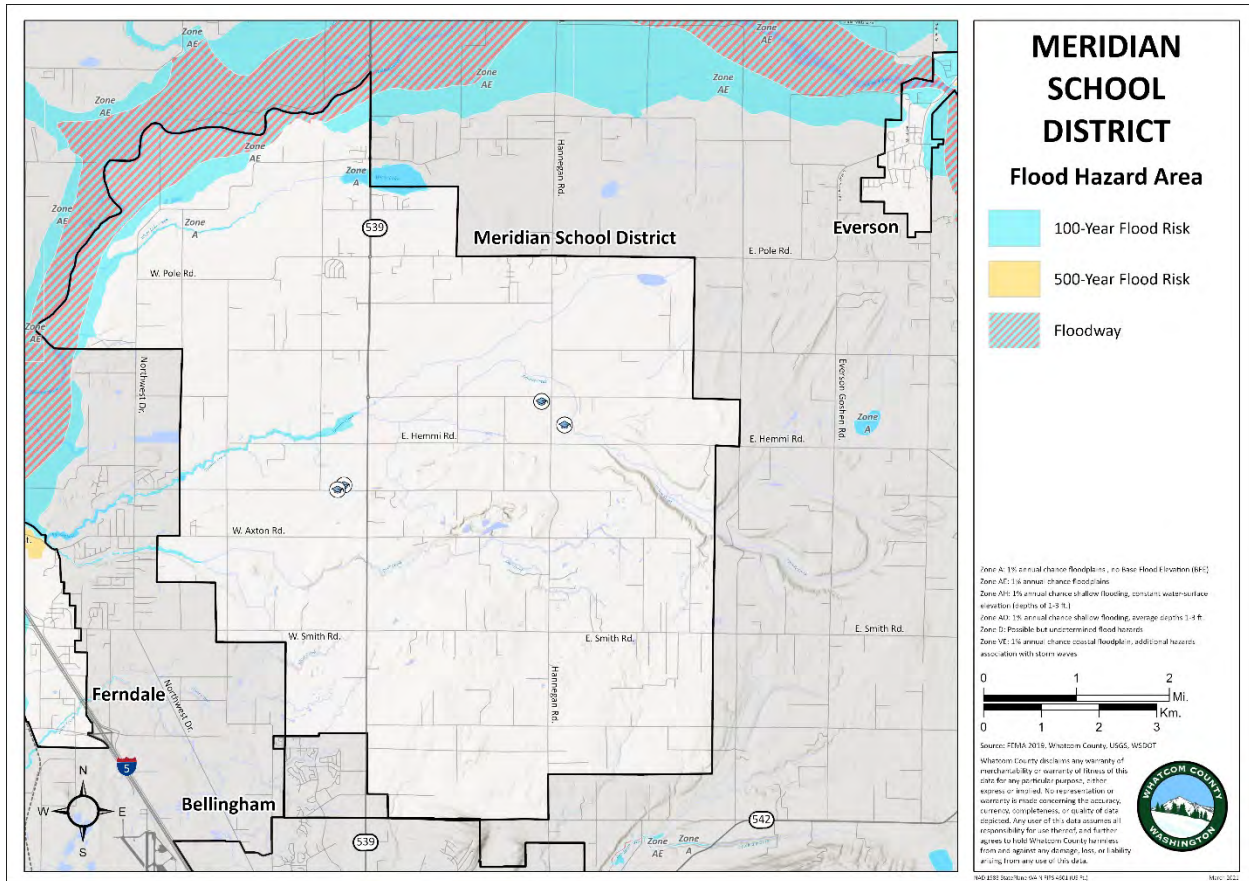 MERIDIAN
SCHOOL
DISTRICT
Flood Hazard Area
100-Year Flood Risk
500-Year Flood Risk
Floodway
Zone
AE
Zone
AE
Zone
AE
Zone
AE
Zone
AE
Zone
AE
Zone
AE
Zone
A
Zone
A
Hannegan Rd.
539
Meridian School District
Everson
E. Pole Rd.
W. Pole Rd.
Northwest Dr.
Everson Goshen Rd.
Zone
A
E. Hemmi Rd.
E. Hemmi Rd.
W. Axton Rd.
W. Smith Rd.
E. Smith Rd.
E. Smith Rd.
Ferndale
Northwest Dr.
Hannegan Rd.
5
Bellingham
N
W
E
S
539
542
Zone
AE
Zone
A
Zone A: 1% annual chance floodplains, no Base Flood Elevation (BFE)
Zone AE: 1% annual chance floodplains
Zone AH: 1% annual chance shallow flooding, constant water-surface
elevation (depths of 1-3 ft.)
Zone AO: 1% annual chance shallow flooding, average depths 1-3 ft.
Zone D: Possible but undetermined flood hazards
Zone VE: 1% annual chance coastal floodplain, additional hazards
association with storm waves
0 1 2
Mi.
Km.
0 1 2 3
Source: FEMA 2019, Whatcom County, USGS, WSDOT
Whatcom County disclaims any warranty of
merchantability or warranty of fitness of this
data for any particular purpose, either
express or implied. No representation or
warranty is made concerning the accuracy,
currency, completeness, or quality of data
depicted. Any user of this data assumes all
responsibility for use thereof, and further
agrees to hold Whatcom County harmless
from and against any damage, loss, or liability
arising from any use of this data.
WHATCOM COUNTY
WASHINGTON